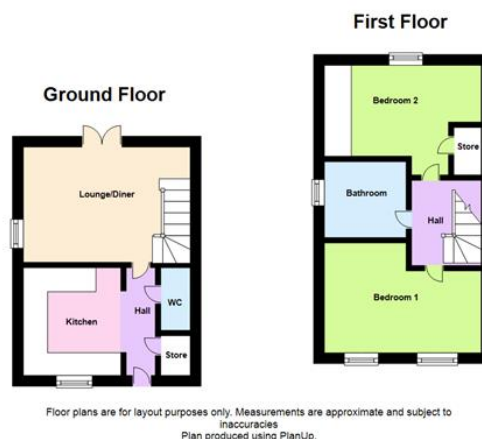 First Floor
Bedroom 2
Store
Bathroom
Hall
Bedroom 1
Ground Floor
Lounge/Diner
Kitchen
Hall
WC
Store
Floor plans are for layout purposes only. Measurements are approximate and subject to
inaccuracies
Plan produced using PlanUp.